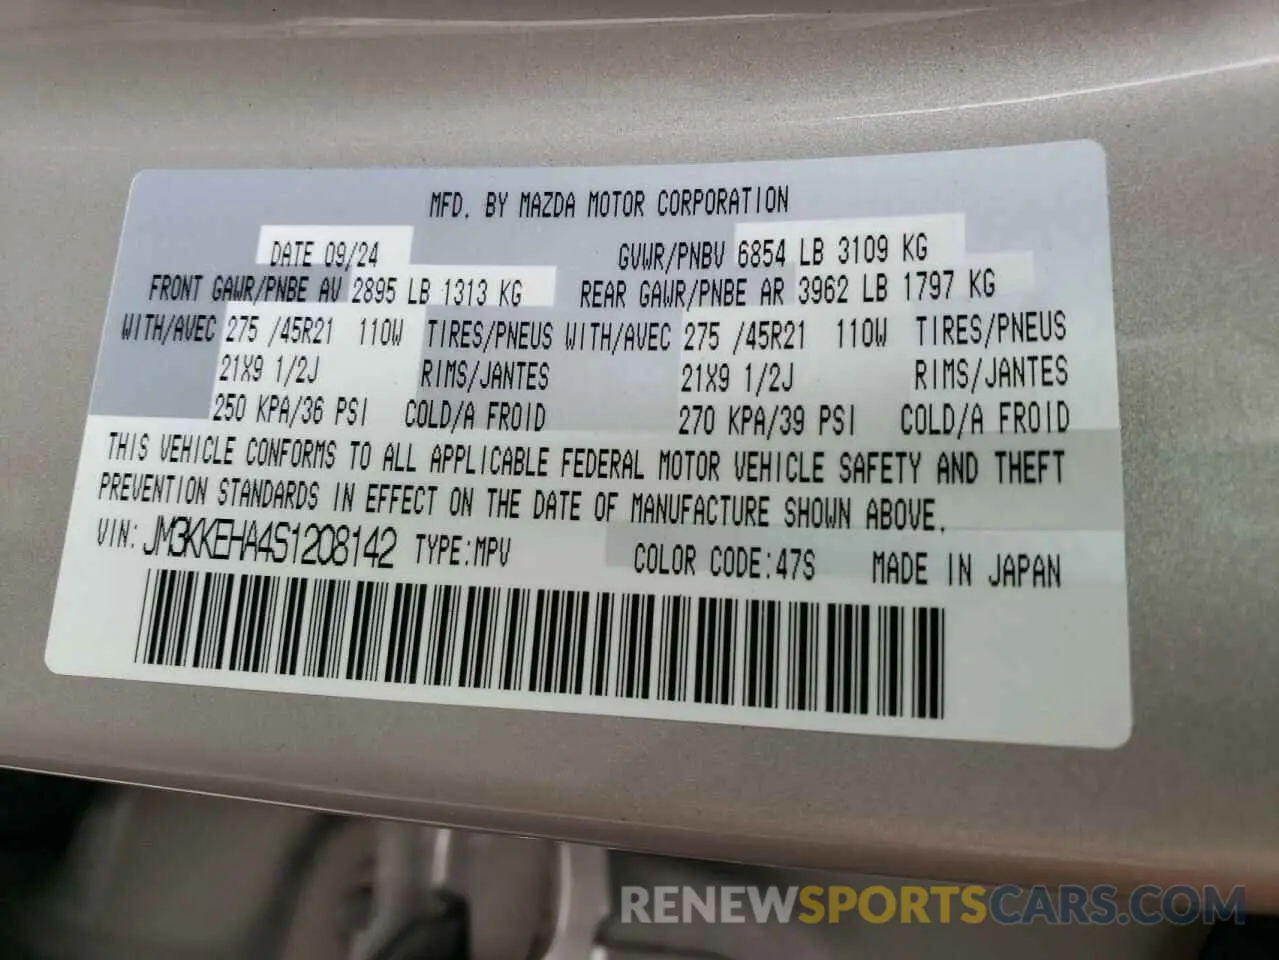 MFD. BY MAZDA MOTOR CORPORATION
DATE 09/24 GVWR/PNBV 6854 LB 3109 KG
FRONT GAWR/PNBE AV 2895 LB 1313 KG REAR GAWR/PNBE AR 3962 LB 1797 KG
WITH/AVEC 275 /45R21 110W TIRES/PNEUS WITH/AVEC 275 /45R21 110W TIRES/PNEUS
21X9 1/2J RIMS/JANTES 21X9 1/2J RIMS/JANTES
250 KPA/36 PSI COLD/A FROID 270 KPA/39 PSI COLD/A FROID
THIS VEHICLE CONFORMS TO ALL APPLICABLE FEDERAL MOTOR VEHICLE SAFETY AND THEFT
PREVENTION STANDARDS IN EFFECT ON THE DATE OF MANUFACTURE SHOWN ABOVE.
VIN: JM3KKEHA4S1208142 TYPE:MPV COLOR CODE:47S MADE IN JAPAN
RENEWSPORTSCARS.COM